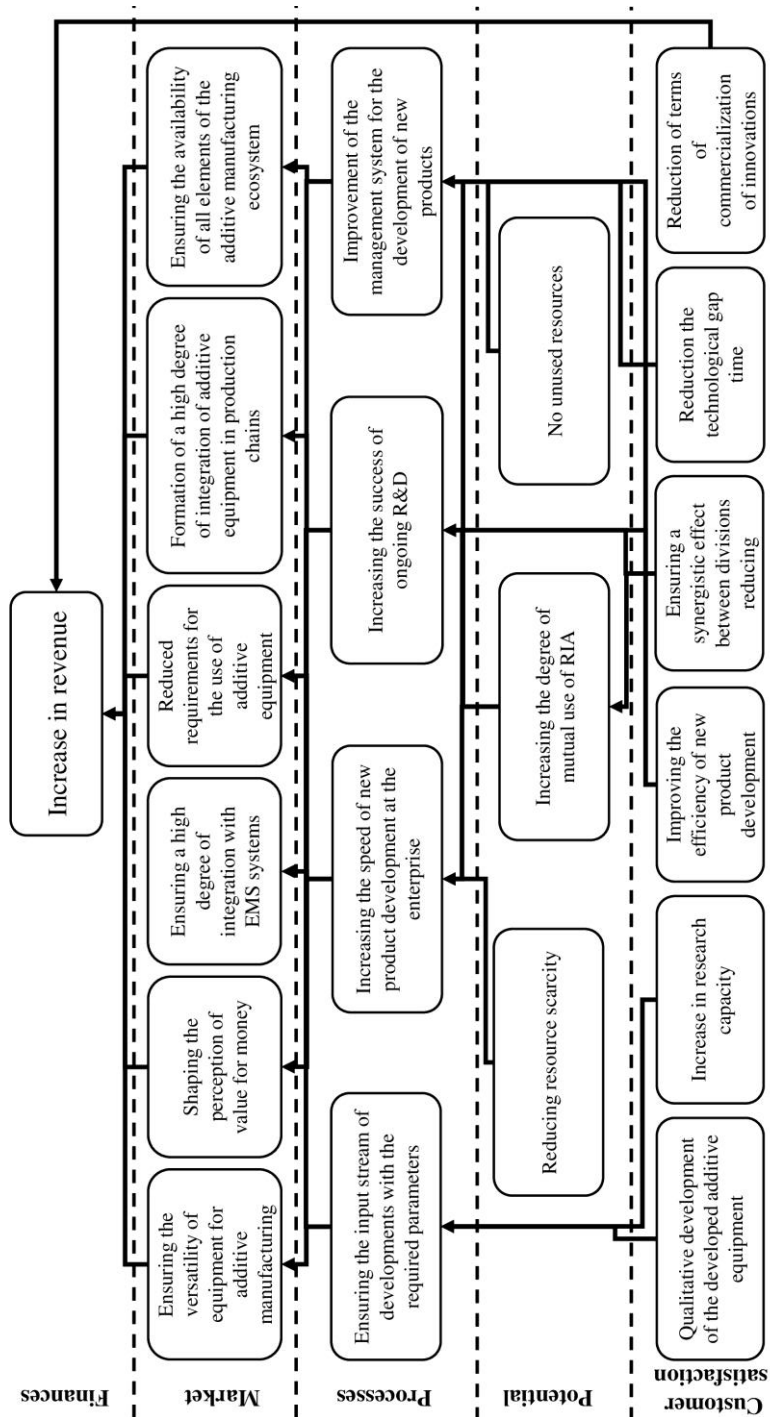 Finances
Increase in revenue
Market
Ensuring the
versatility of
equipment for
additive
manufacturing
Shaping the
perception of
value for money
Ensuring a high
degree of
integration with
EMS systems
Reduced
requirements for
the use of
additive
equipment
Formation of a high degree
of integration of additive
equipment in production
chains
Ensuring the availability
of all elements of the
additive manufacturing
ecosystem
Processes
Ensuring the input stream of
developments with the
required parameters
Increasing the speed of new
product development at the
enterprise
Increasing the success of
ongoing R&D
Improvement of the
management system for the
development of new
products
Potential
Reducing resource scarcity
Increasing the degree of
mutual use of RIA
No unused resources
Customer
satisfaction
Qualitative development
of the developed additive
equipment
Increase in research
capacity
Improving the
efficiency of new
product
development
Ensuring a
synergistic effect
between divisions
reducing
Reduction the
technological gap
time
Reduction of terms
of
commercialization
of innovations